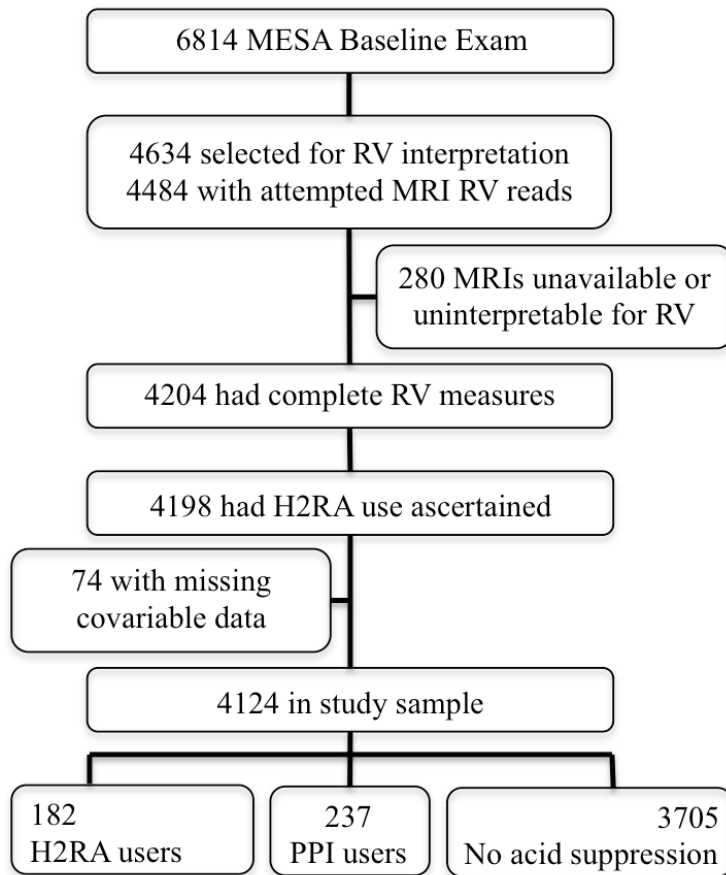 6814 MESA Baseline Exam
4634 selected for RV interpretation
4484 with attempted MRI RV reads
280 MRIs unavailable or
uninterpretable for RV
4204 had complete RV measures
4198 had H2RA use ascertained
74 with missing
covariable data
4124 in study sample
182
H2RA users
237
PPI users
3705
No acid suppression